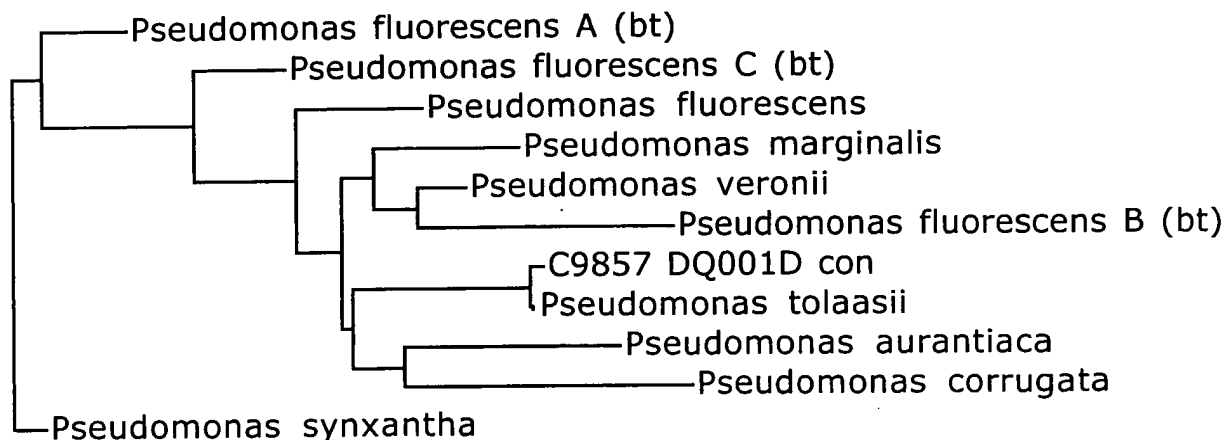 Pseudomonas fluorescens A (bt)
Pseudomonas fluorescens C (bt)
Pseudomonas fluorescens
Pseudomonas marginalis
Pseudomonas veronii
Pseudomonas fluorescens B (bt)
C9857 DQ001D con
Pseudomonas tolaasii
Pseudomonas aurantiaca
Pseudomonas corrugata
Pseudomonas synxantha